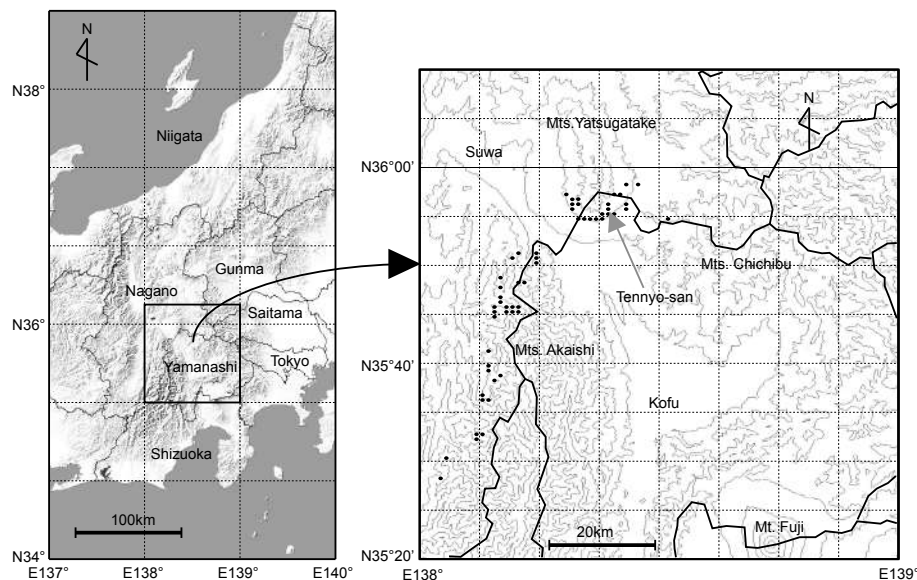 N
N38°
Niigata
Gunma
Nagano
Saitama
N36°
Tokyo
Yamanashi
Shizuoka
100km
N34°
E137°
E138°
E139°
E140°
N
Mts.Yatsugatake
Suwa
N36°00'
Mts. Chichibu
Tennyo-san
Mts. Akaishi
N35°40'
Kofu
Mt. Fuji
20km
N35°20'
E138°
E139°